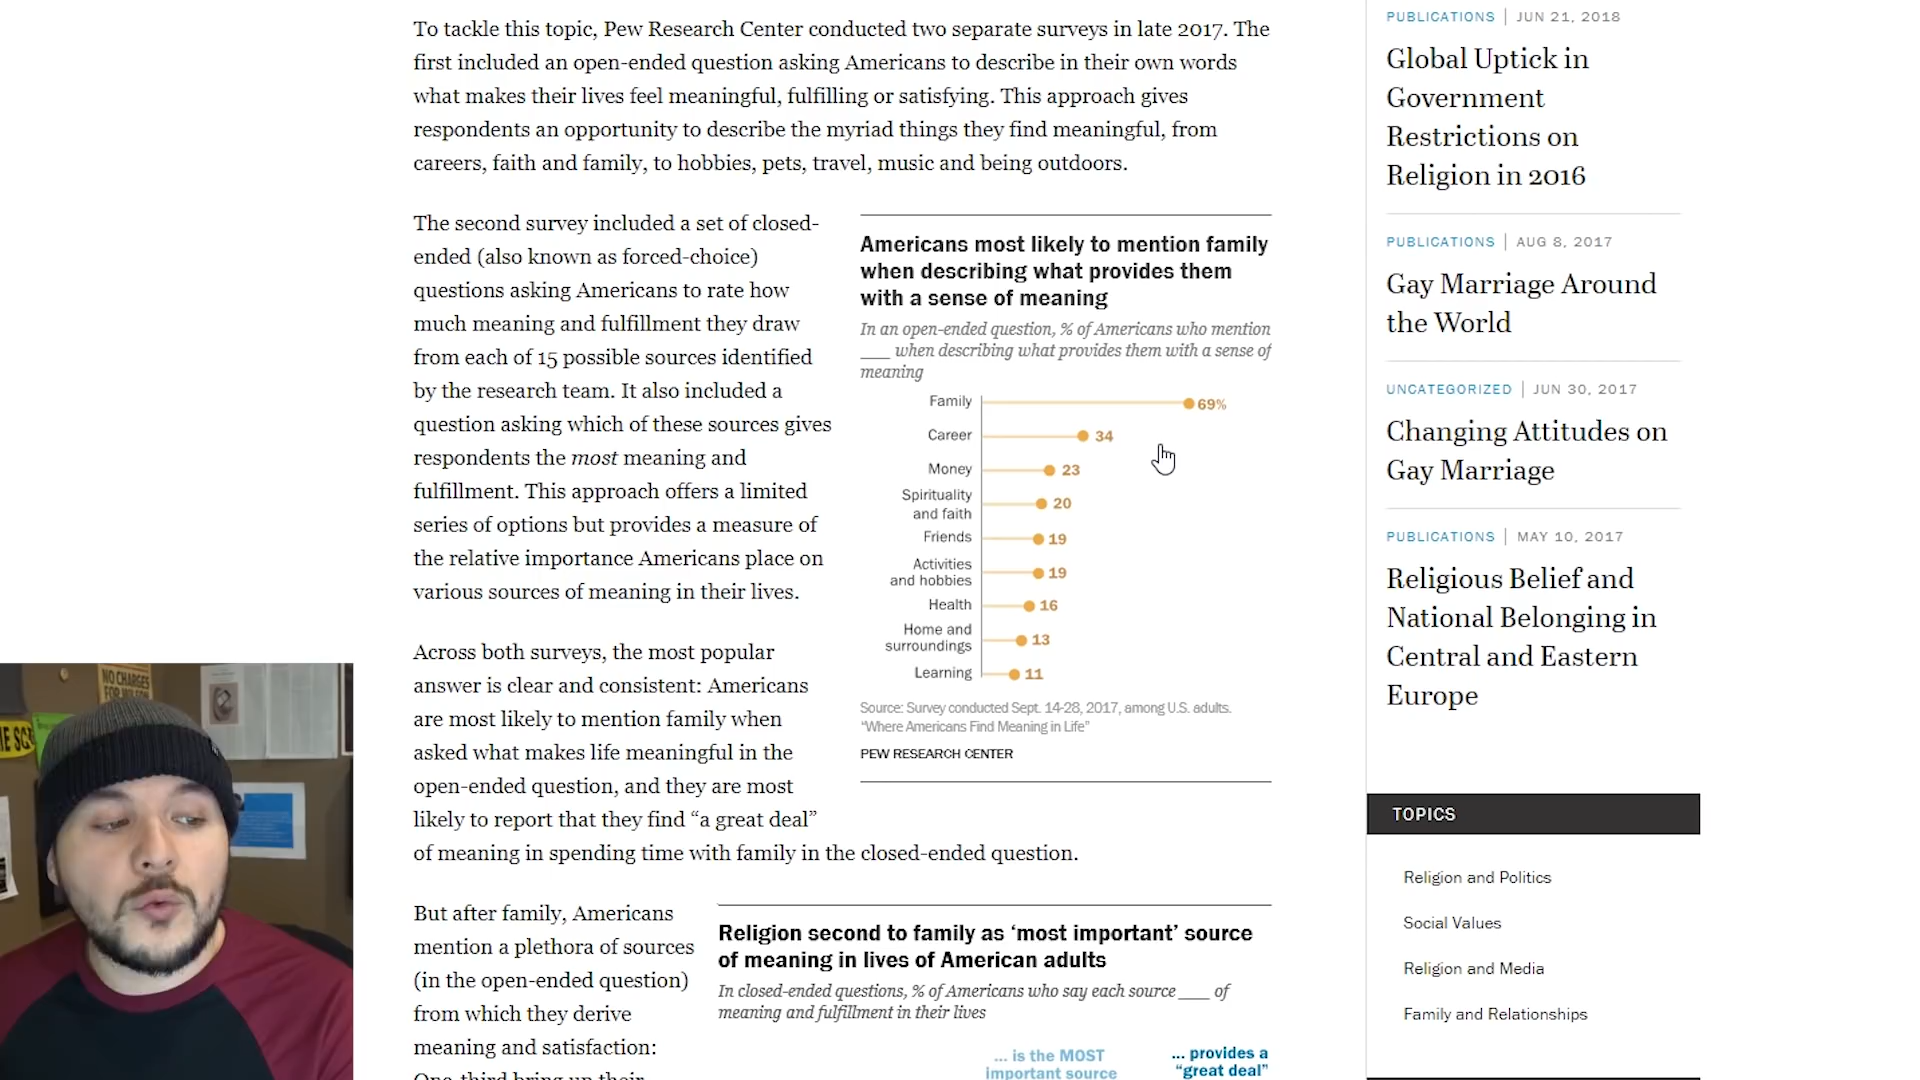 To tackle this topic, Pew Research Center conducted two separate surveys in late 2017. The
first included an open-ended question asking Americans to describe in their own words
what makes their lives feel meaningful, fulfilling or satisfying. This approach gives
respondents an opportunity to describe the myriad things they find meaningful, from
careers, faith and family, to hobbies, pets, travel, music and being outdoors.
The second survey included a set of closed-
ended (also known as forced-choice)
questions asking Americans to rate how
much meaning and fulfillment they draw
from each of 15 possible sources identified
by the research team. It also included a
question asking which of these sources gives
respondents the most meaning and
fulfillment. This approach offers a limited
series of options but provides a measure of
the relative importance Americans place on
various sources of meaning in their lives.
Across both surveys, the most popular
answer is clear and consistent: Americans
are most likely to mention family when
asked what makes life meaningful in the
open-ended question, and they are most
likely to report that they find “a great deal”
of meaning in spending time with family in the closed-ended question.
But after family, Americans
mention a plethora of sources
(in the open-ended question)
from which they derive
meaning and satisfaction:
One-third bring up their
Americans most likely to mention family
when describing what provides them
with a sense of meaning
In an open-ended question, % of Americans who mention
___ when describing what provides them with a sense of
meaning
Family 69%
Career 34
Money 23
Spirituality
and faith 20
Friends 19
Activities
and hobbies 19
Health 16
Home and
surroundings 13
Learning 11
Source: Survey conducted Sept. 14-28, 2017, among U.S. adults.
“Where Americans Find Meaning in Life”
PEW RESEARCH CENTER
Religion second to family as ‘most important’ source
of meaning in lives of American adults
In closed-ended questions, % of Americans who say each source ___ of
meaning and fulfillment in their lives
... is the MOST
important source
... provides a
“great deal”
PUBLICATIONS | JUN 21, 2018
Global Uptick in
Government
Restrictions on
Religion in 2016
PUBLICATIONS | AUG 8, 2017
Gay Marriage Around
the World
UNCATEGORIZED | JUN 30, 2017
Changing Attitudes on
Gay Marriage
PUBLICATIONS | MAY 10, 2017
Religious Belief and
National Belonging in
Central and Eastern
Europe
TOPICS
Religion and Politics
Social Values
Religion and Media
Family and Relationships
NO CHARGES